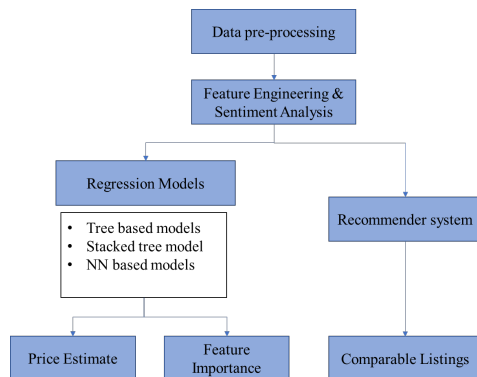 Data pre-processing
Feature Engineering &
Sentiment Analysis
Regression Models
• Tree based models
• Stacked tree model
• NN based models
Recommender system
Price Estimate
Feature
Importance
Comparable Listings